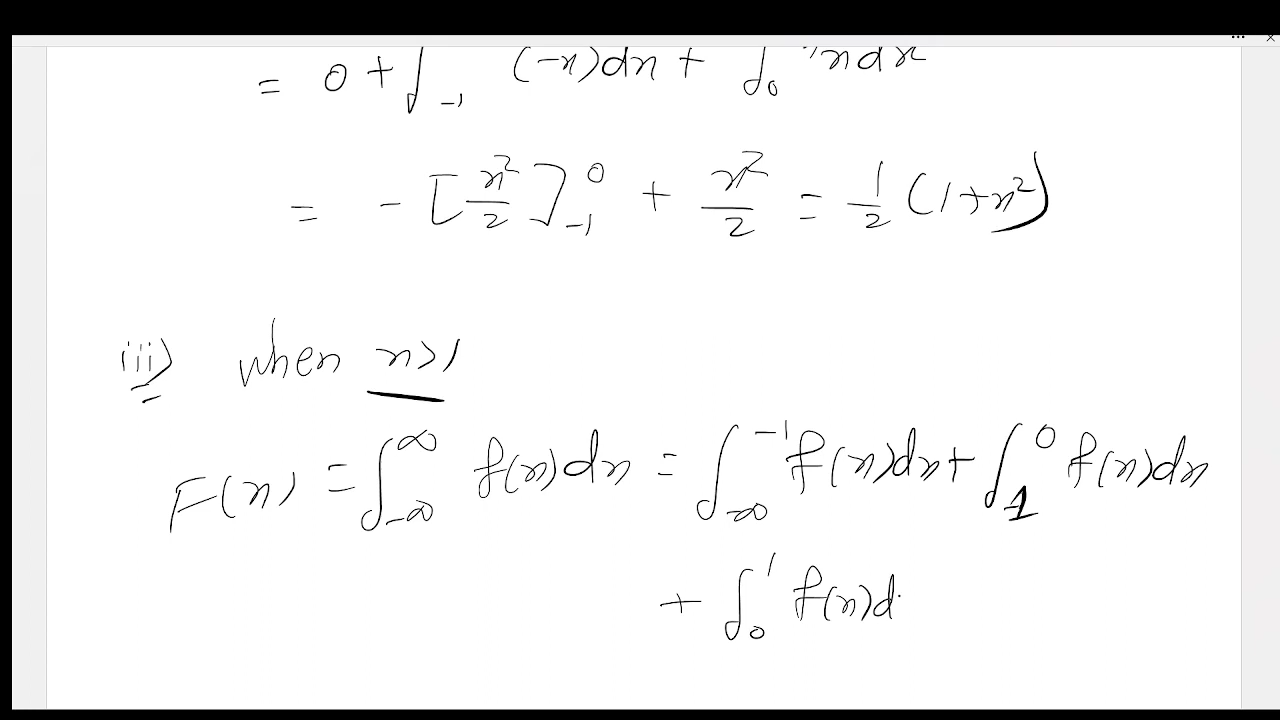 = 0 + ∫_{-1} (-x)dx + ∫_0^x x dx
= - [x²/2]_{-1}^0 + x²/2 = 1/2 (1+x²)
iii) when x>1
F(x) = ∫_{-∞}^{∞} f(x)dx = ∫_{-∞}^{-1} f(x)dx + ∫_{-1}^0 f(x)dx
+ ∫_0^1 f(x)d